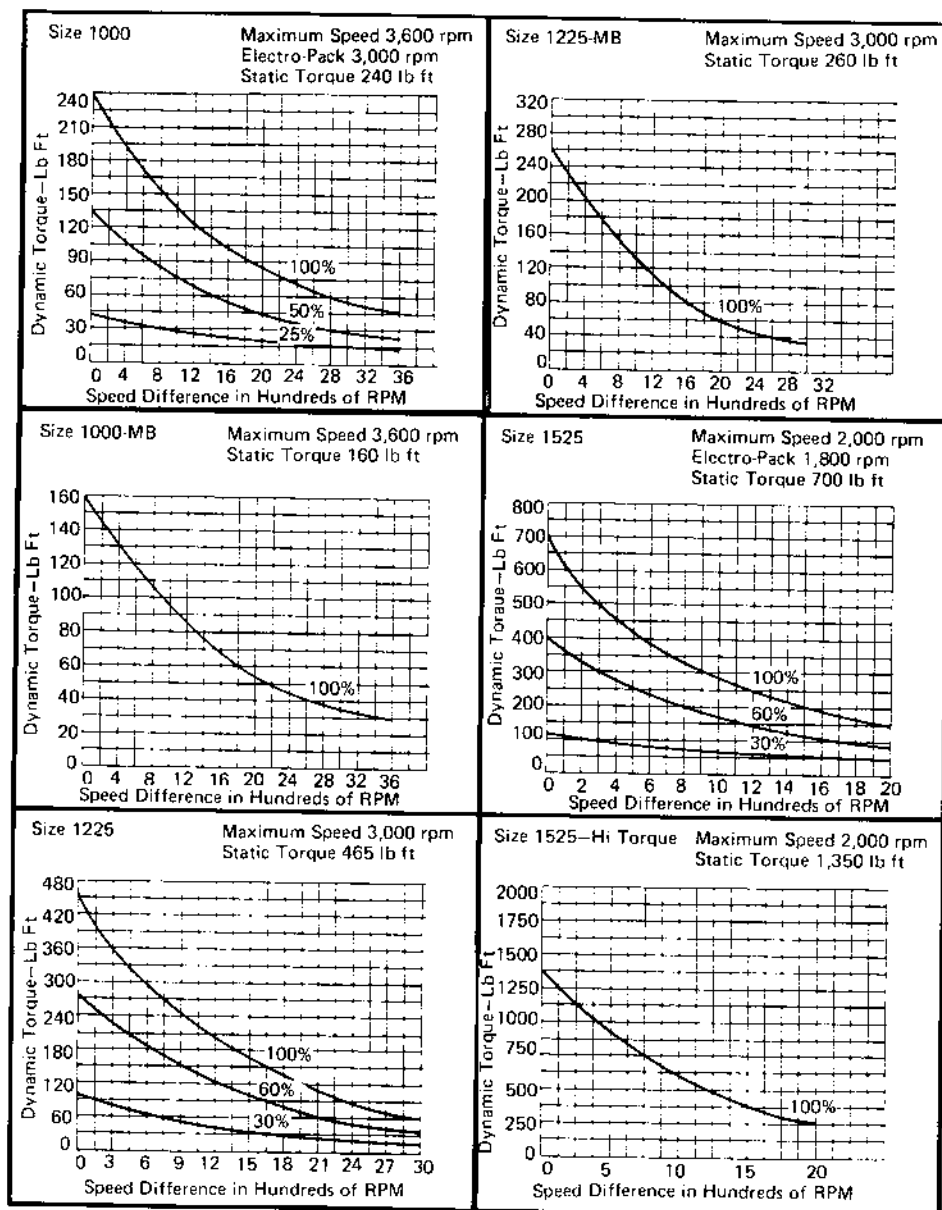 Size 1000
Maximum Speed 3,600 rpm
Electro-Pack 3,000 rpm
Static Torque 240 lb ft
Dynamic Torque—Lb Ft
240
210
180
150
120
90
60
30
0
100%
50%
25%
0 4 8 12 16 20 24 28 32 36
Speed Difference in Hundreds of RPM
Size 1225-MB
Maximum Speed 3,000 rpm
Static Torque 260 lb ft
Dynamic Torque—Lb Ft
320
280
240
200
160
120
80
40
0
100%
0 4 8 12 16 20 24 28 32
Speed Difference in Hundreds of RPM
Size 1000-MB
Maximum Speed 3,600 rpm
Static Torque 160 lb ft
Dynamic Torque—Lb Ft
160
140
120
100
80
60
40
20
0
100%
0 4 8 12 16 20 24 28 32 36
Speed Difference in Hundreds of RPM
Size 1525
Maximum Speed 2,000 rpm
Electro-Pack 1,800 rpm
Static Torque 700 lb ft
Dynamic Toraue—Lb Ft
800
700
600
500
400
300
200
100
0
100%
60%
30%
0 2 4 6 8 10 12 14 16 18 20
Speed Difference in Hundreds of RPM
Size 1225
Maximum Speed 3,000 rpm
Static Torque 465 lb ft
Dynamic Torque—Lb Ft
480
420
360
300
240
180
120
60
0
100%
60%
30%
0 3 6 9 12 15 18 21 24 27 30
Speed Difference in Hundreds of RPM
Size 1525—Hi Torque
Maximum Speed 2,000 rpm
Static Torque 1,350 lb ft
Dynamic Torque—Lb Ft
2000
1750
1500
1250
1000
750
500
250
0
100%
0 5 10 15 20
Speed Difference in Hundreds of RPM